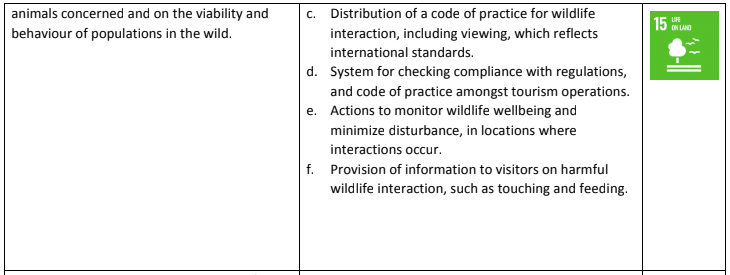 animals concerned and on the viability and
behaviour of populations in the wild.
c. Distribution of a code of practice for wildlife
interaction, including viewing, which reflects
international standards.
d. System for checking compliance with regulations,
and code of practice amongst tourism operations.
e. Actions to monitor wildlife wellbeing and
minimize disturbance, in locations where
interactions occur.
f. Provision of information to visitors on harmful
wildlife interaction, such as touching and feeding.
15 LIFE
ON LAND